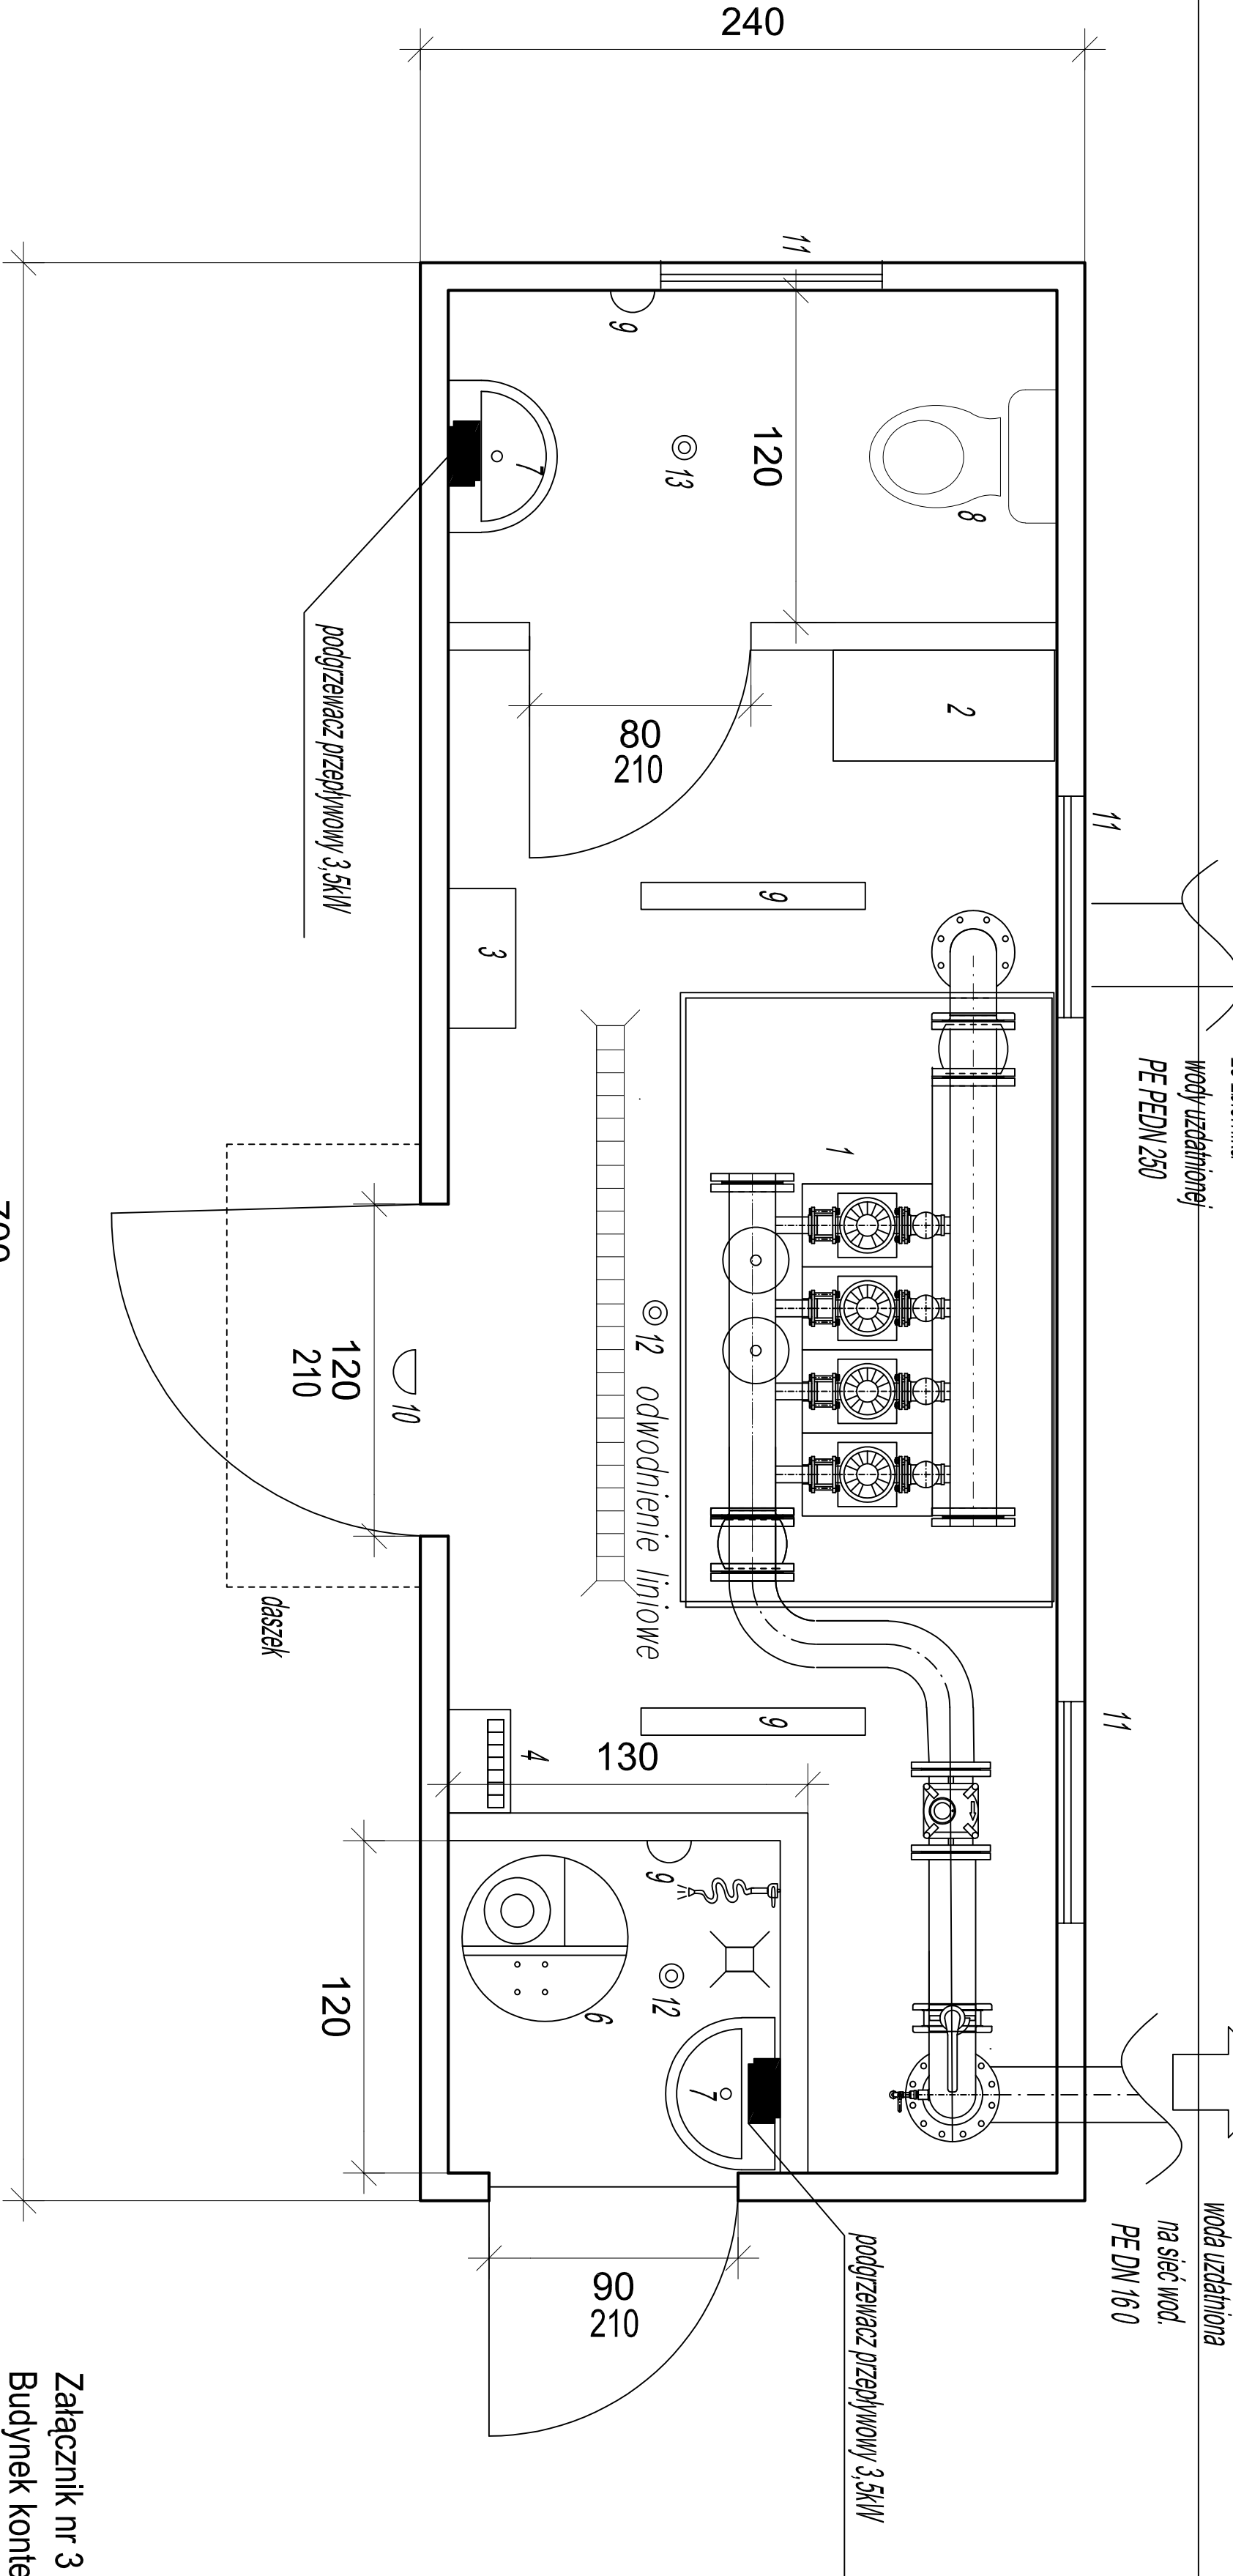 240
11
9
7
13
120
8
podgrzewacz przepływowy 3,5kW
80
210
2
11
3
9
wody uzdatnionej
PE PEDN 250
1
12 odwodnienie liniowe
120
210
10
daszek
11
9
4
130
120
9
12
6
7
90
210
podgrzewacz przepływowy 3,5kW
woda uzdatniona
na sieć wod.
PE DN 160
Załącznik nr 3
Budynek konte